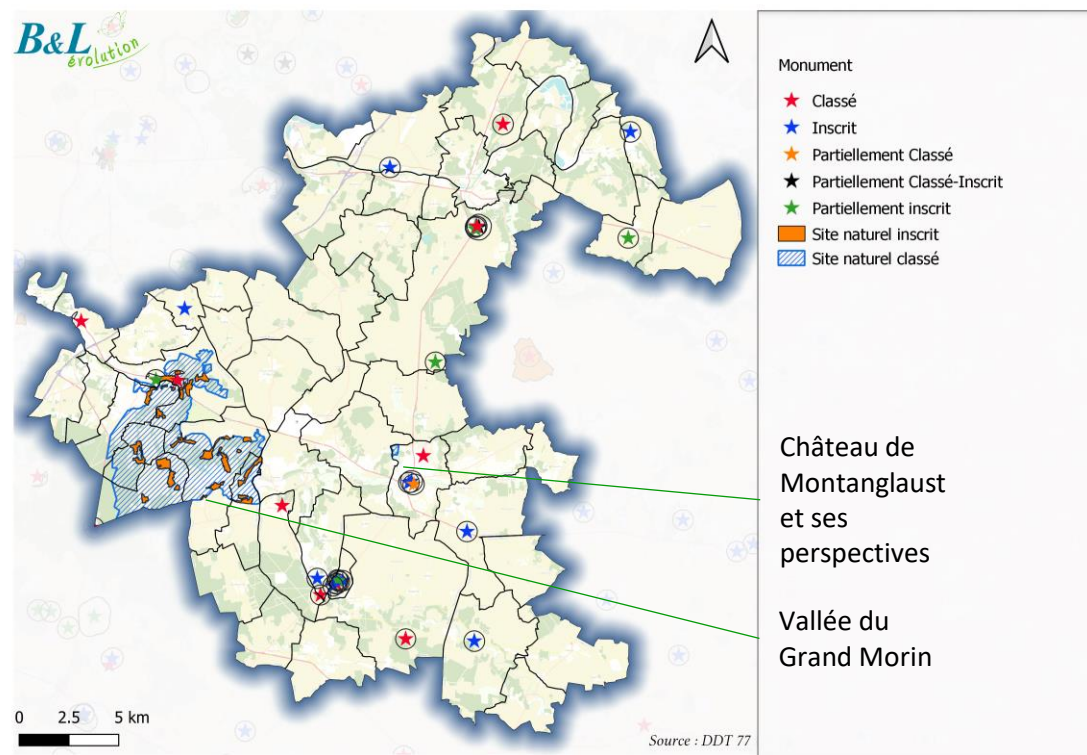 B&L
évolution
Monument
Classé
Inscrit
Partiellement Classé
Partiellement Classé-Inscrit
Partiellement inscrit
Site naturel inscrit
Site naturel classé
Château de
Montanglaust
et ses
perspectives
Vallée du
Grand Morin
0 2.5 5 km
Source : DDT 77